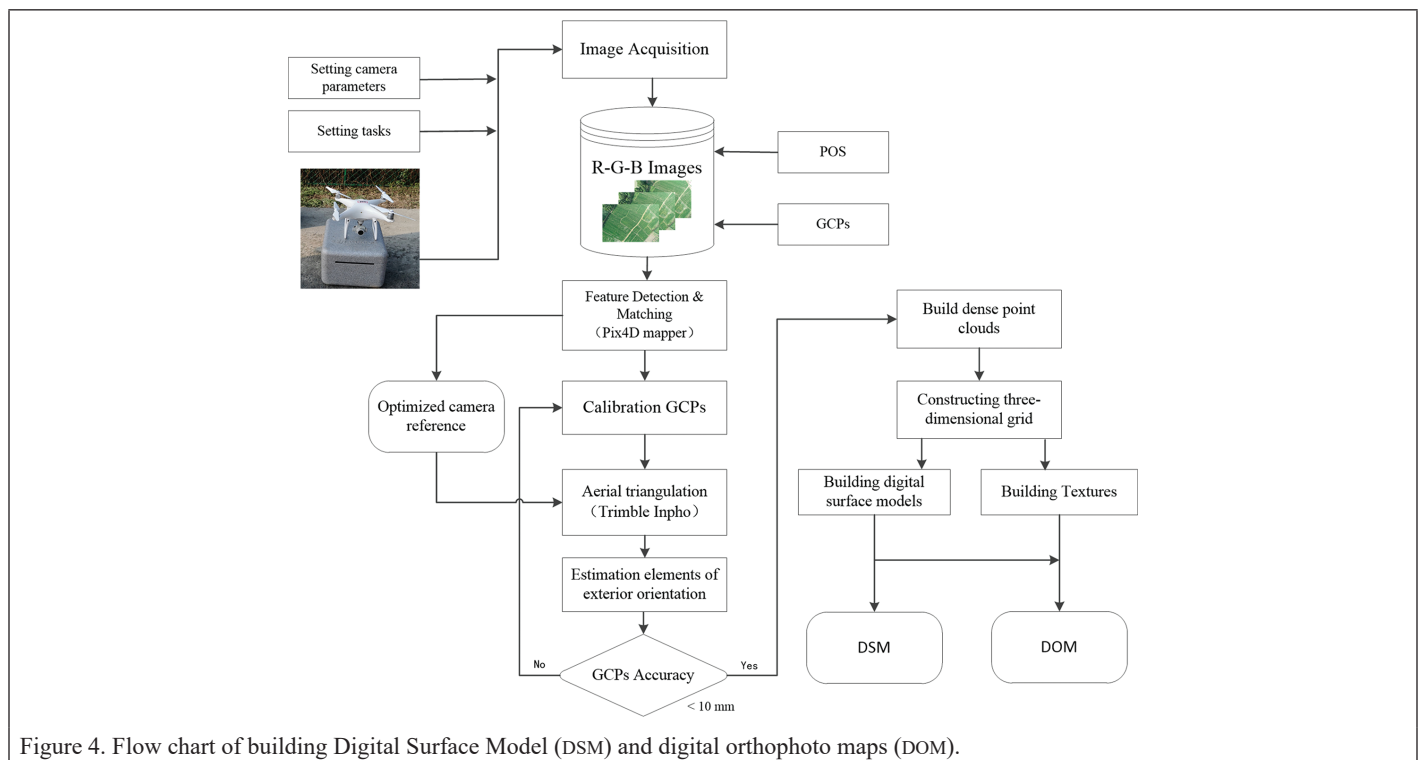 Image Acquisition
Setting camera
parameters
Setting tasks
R-G-B Images
POS
GCPs
Feature Detection &
Matching
（Pix4D mapper）
Optimized camera
reference
Calibration GCPs
Aerial triangulation
（Trimble Inpho）
Estimation elements of
exterior orientation
No
GCPs Accuracy
Yes
< 10 mm
Build dense point
clouds
Constructing three-
dimensional grid
Building digital
surface models
Building Textures
DSM
DOM
Figure 4. Flow chart of building Digital Surface Model (DSM) and digital orthophoto maps (DOM).